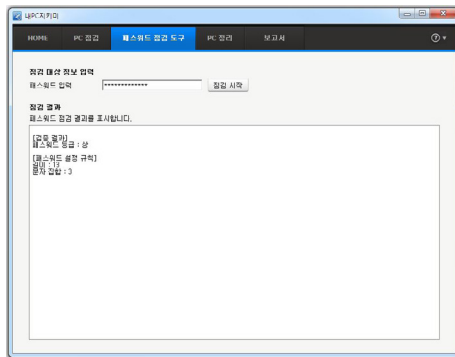 내PC지키미
HOME PC 점검 패스워드 점검 도구 PC 정리 보고서
점검 대상 정보 입력
패스워드 입력 ************* 점검 시작
점검 결과
패스워드 점검 결과를 표시합니다.
[검증 결과]
패스워드 등급 : 상
[패스워드 설정 규칙]
길이 : 13
문자 집합 : 3